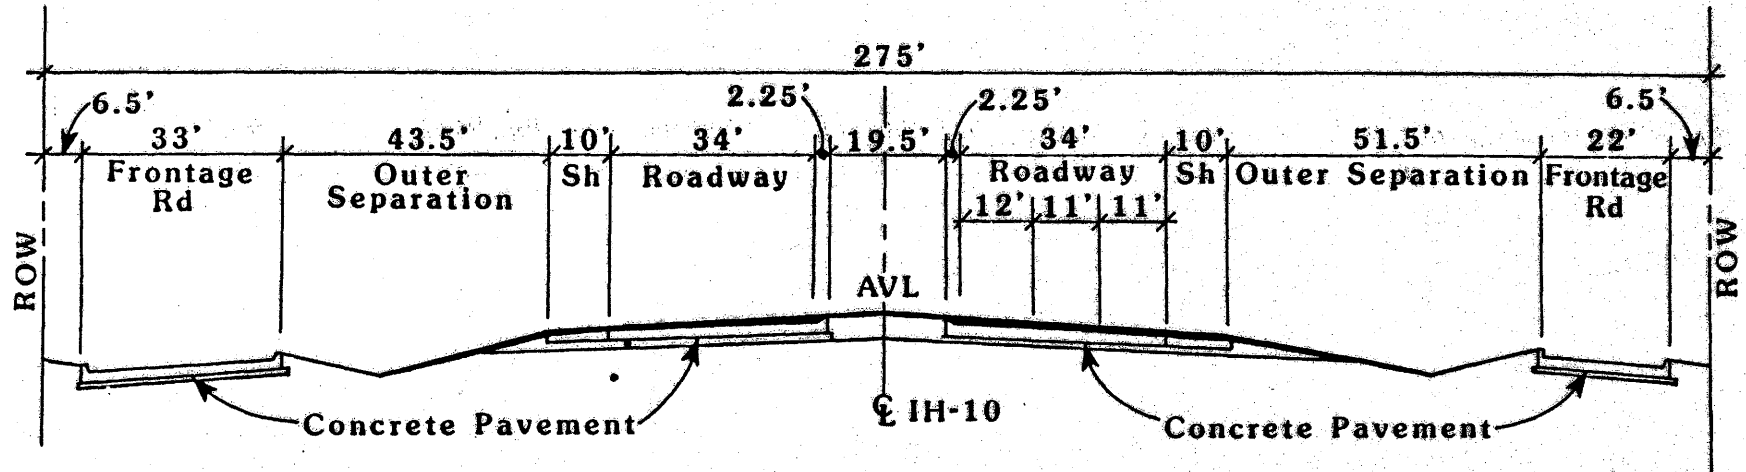 275'
6.5' 2.25' 2.25' 6.5'
33' 43.5' 10' 34' 19.5' 34' 10' 51.5' 22'
Frontage Rd
Outer Separation
Sh
Roadway
Roadway
Sh
Outer Separation
Frontage Rd
12' 11' 11'
ROW
AVL
ROW
Concrete Pavement
℄ IH-10
Concrete Pavement